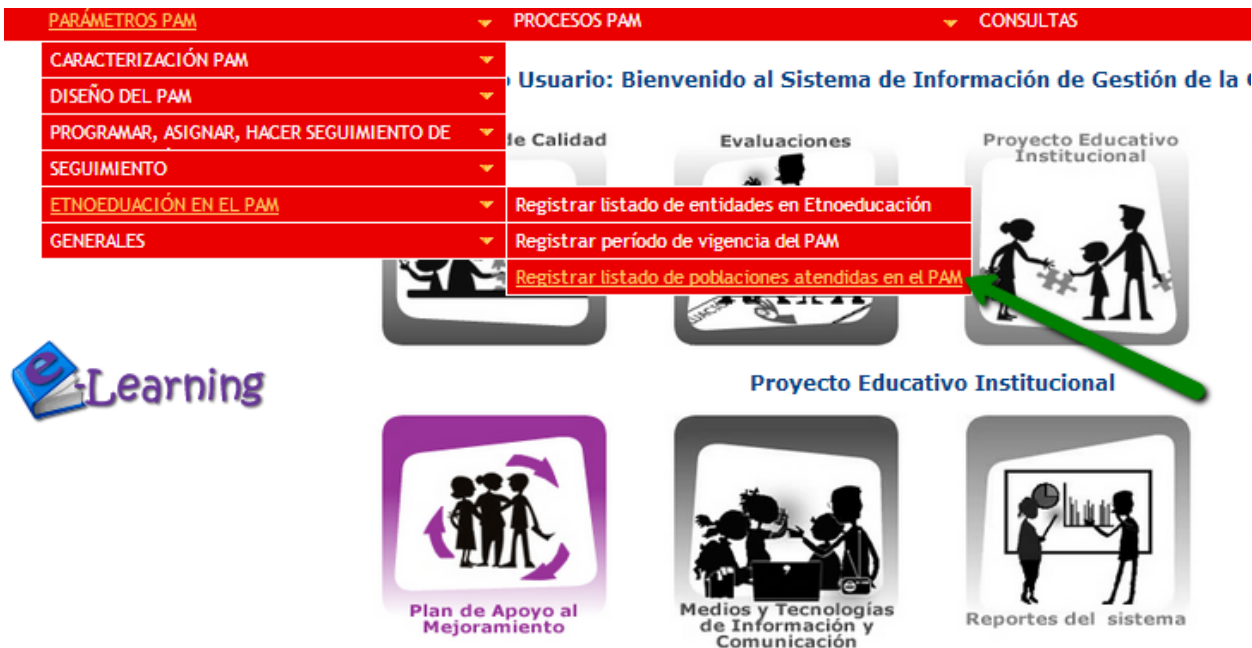 PARÁMETROS PAM
PROCESOS PAM
CONSULTAS
CARACTERIZACIÓN PAM
DISEÑO DEL PAM
PROGRAMAR, ASIGNAR, HACER SEGUIMIENTO DE
SEGUIMIENTO
ETNOEDUACIÓN EN EL PAM
GENERALES
Registrar listado de entidades en Etnoeducación
Registrar período de vigencia del PAM
Registrar listado de poblaciones atendidas en el PAM
Usuario: Bienvenido al Sistema de Información de Gestión de la
de Calidad
Evaluaciones
Proyecto Educativo
Institucional
e-Learning
Proyecto Educativo Institucional
Plan de Apoyo al
Mejoramiento
Medios y Tecnologías
de Información y
Comunicación
Reportes del sistema